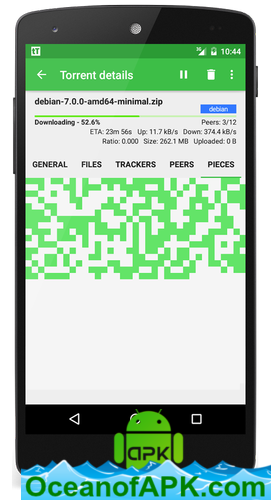 3G
10:44
Torrent details
debian-7.0.0-amd64-minimal.zip
debian
Downloading - 52.6% Peers: 3/12
ETA: 23m 56s Up: 11.7 kB/s Down: 374.4 kB/s
Ratio: 0.000 Size: 262.1 MB Uploaded: 0 B
GENERAL FILES TRACKERS PEERS PIECES
APK
OceanofAPK.com